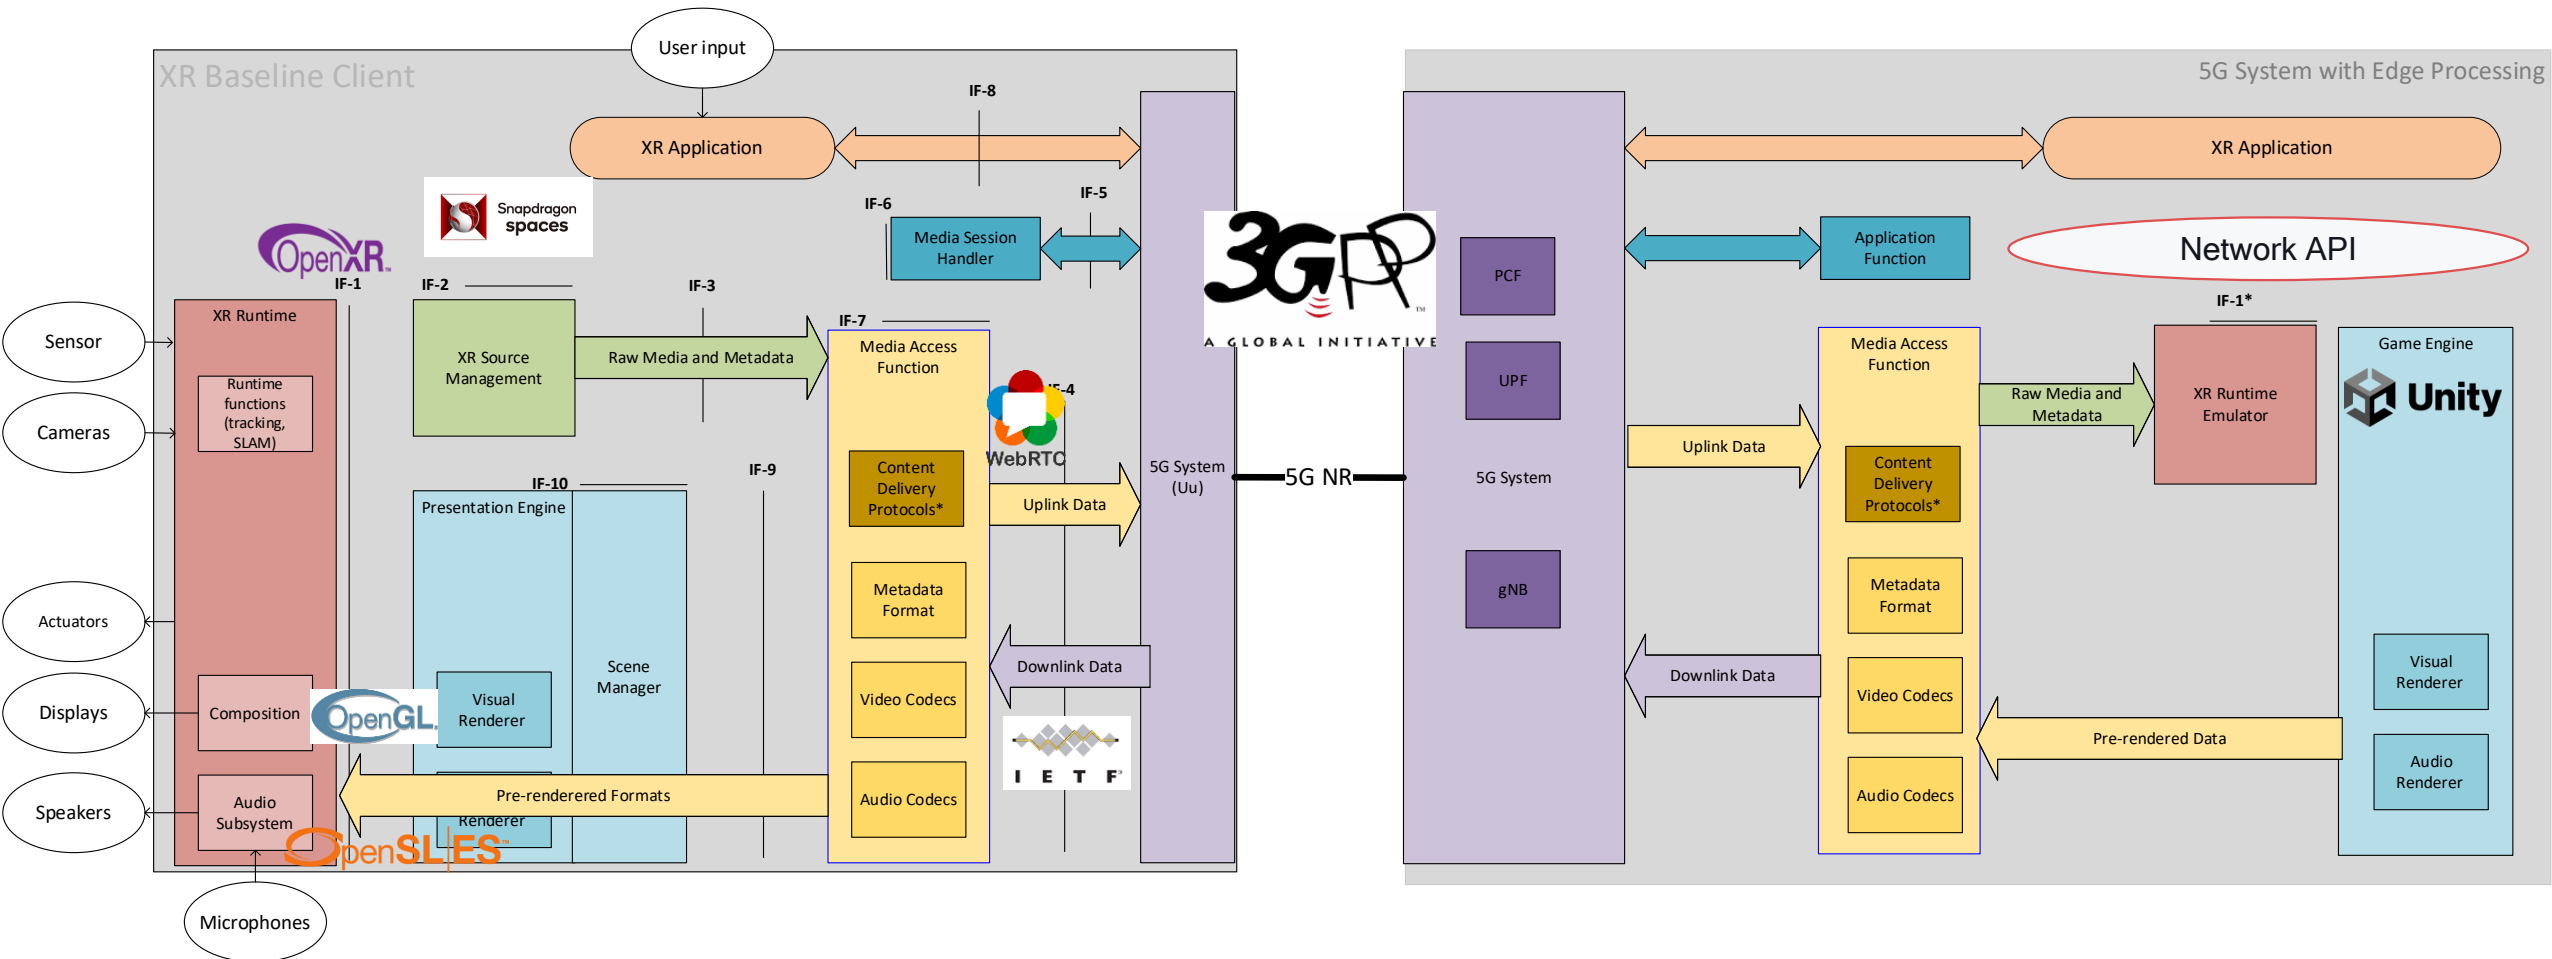 User input
XR Baseline Client
5G System with Edge Processing
IF-8
XR Application
XR Application
Snapdragon
spaces
IF-6
IF-5
Media Session
Handler
OpenXR™
3GPP
TM
A GLOBAL INITIATIVE
Application
Function
Network API
PCF
IF-1
IF-2
IF-3
IF-7
IF-1*
Sensor
XR Runtime
XR Source
Management
Raw Media and Metadata
Media Access
Function
UPF
Media Access
Function
Raw Media and
Metadata
XR Runtime
Emulator
Game Engine
Unity
Cameras
Runtime
functions
(tracking,
SLAM)
IF-4
WebRTC
IF-9
IF-10
Presentation Engine
Content
Delivery
Protocols*
Uplink Data
5G System
(Uu)
5G NR
5G System
Uplink Data
Content
Delivery
Protocols*
Metadata
Format
gNB
Metadata
Format
Actuators
Displays
Composition
OpenGL.
Visual
Renderer
Scene
Manager
Video Codecs
Downlink Data
Downlink Data
Video Codecs
Visual
Renderer
IETF®
Pre-rendered Data
Speakers
Audio
Subsystem
Pre-renderered Formats
Renderer
Audio Codecs
Audio Codecs
Audio
Renderer
OpenSL|ES™
Microphones